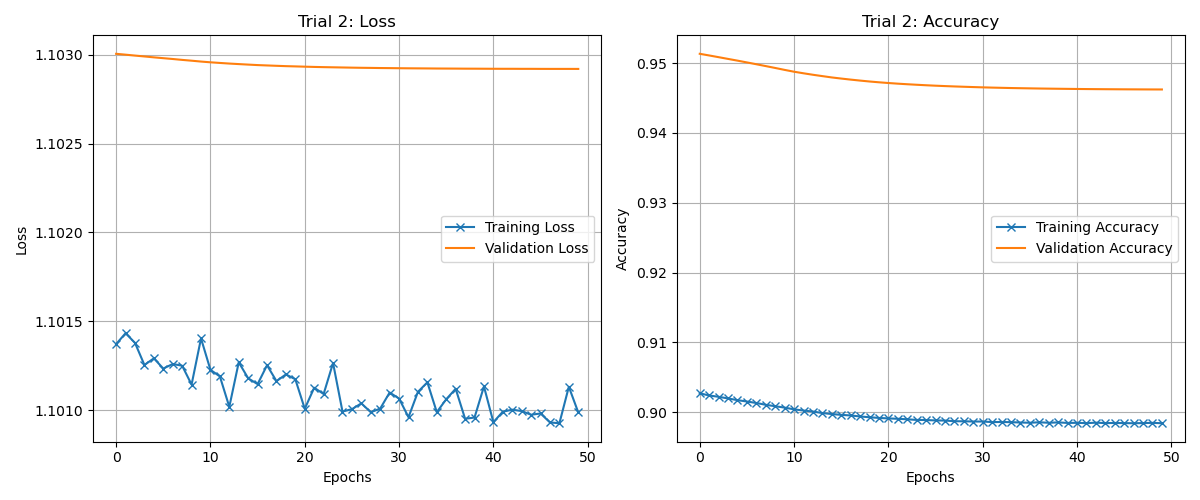 Trial 2: Loss
1.1030
1.1025
1.1020
1.1015
1.1010
Loss
0
10
20
30
40
50
Epochs
Training Loss
Validation Loss
Trial 2: Accuracy
0.95
0.94
0.93
0.92
0.91
0.90
Accuracy
0
10
20
30
40
50
Epochs
Training Accuracy
Validation Accuracy